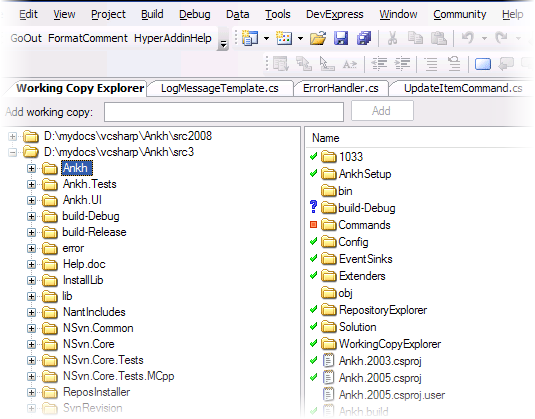 Edit View Project Build Debug Data Tools DevExpress Window Community Help
GoOut FormatComment HyperAddinHelp
Working Copy Explorer LogMessageTemplate.cs ErrorHandler.cs UpdateItemCommand.cs
Add working copy: Add
D:\mydocs\vcsharp\Ankh\src2008
D:\mydocs\vcsharp\Ankh\src3
Ankh
Ankh.Tests
Ankh.UI
build-Debug
build-Release
error
Help.doc
InstallLib
lib
NantIncludes
NSvn.Common
NSvn.Core
NSvn.Core.Tests
NSvn.Core.Tests.MCpp
ReposInstaller
SvnRevision
Name
1033
AnkhSetup
bin
build-Debug
Commands
Config
EventSinks
Extenders
obj
RepositoryExplorer
Solution
WorkingCopyExplorer
Ankh.2003.csproj
Ankh.2005.csproj
Ankh.2005.csproj.user
Ankh.build